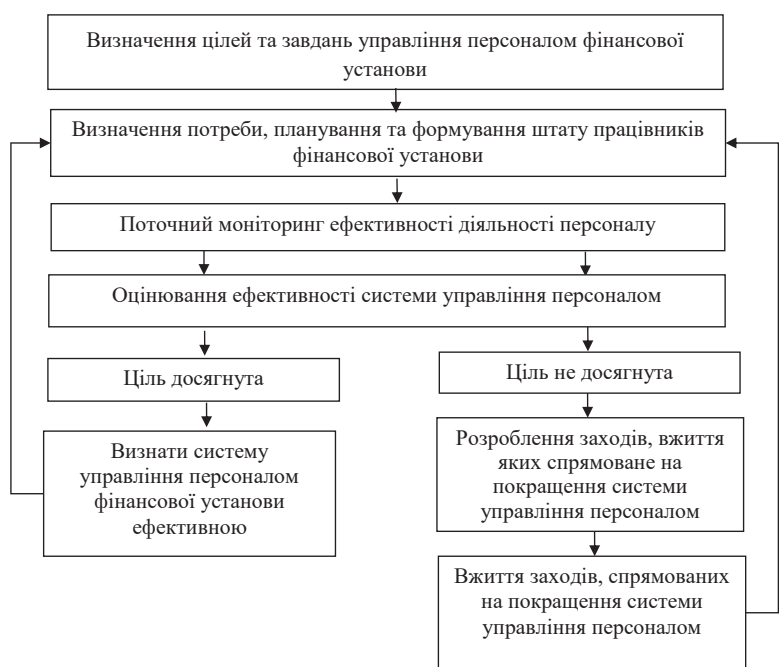 Визначення цілей та завдань управління персоналом фінансової
установи
Визначення потреби, планування та формування штату працівників
фінансової установи
Поточний моніторинг ефективності діяльності персоналу
Оцінювання ефективності системи управління персоналом
Ціль досягнута
Ціль не досягнута
Визнати систему
управління персоналом
фінансової установи
ефективною
Розроблення заходів, вжиття
яких спрямоване на
покращення системи
управління персоналом
Вжиття заходів, спрямованих
на покращення системи
управління персоналом